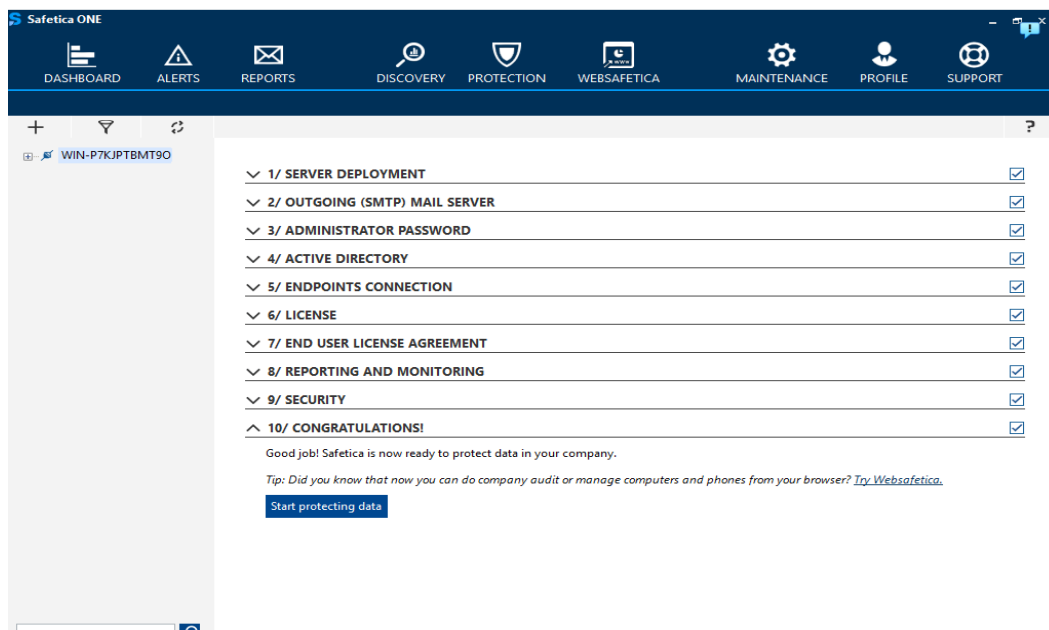 Safetica ONE
DASHBOARD ALERTS REPORTS DISCOVERY PROTECTION WEBSAFETICA MAINTENANCE PROFILE SUPPORT
?
WIN-P7KJPTBMT9O
1/ SERVER DEPLOYMENT
2/ OUTGOING (SMTP) MAIL SERVER
3/ ADMINISTRATOR PASSWORD
4/ ACTIVE DIRECTORY
5/ ENDPOINTS CONNECTION
6/ LICENSE
7/ END USER LICENSE AGREEMENT
8/ REPORTING AND MONITORING
9/ SECURITY
10/ CONGRATULATIONS!
Good job! Safetica is now ready to protect data in your company.
Tip: Did you know that now you can do company audit or manage computers and phones from your browser? Try Websafetica.
Start protecting data